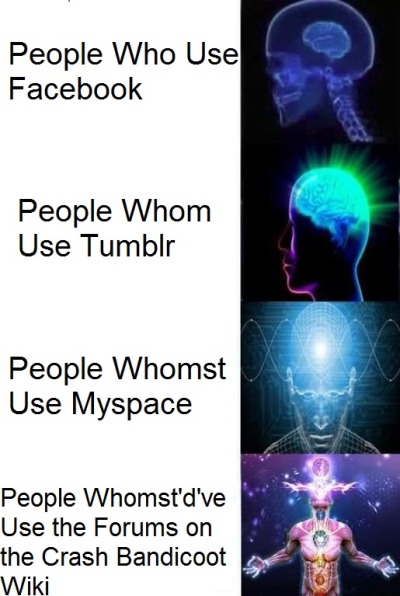 People Who Use
Facebook
People Whom
Use Tumblr
People Whomst
Use Myspace
People Whomst'd've
Use the Forums on
the Crash Bandicoot
Wiki